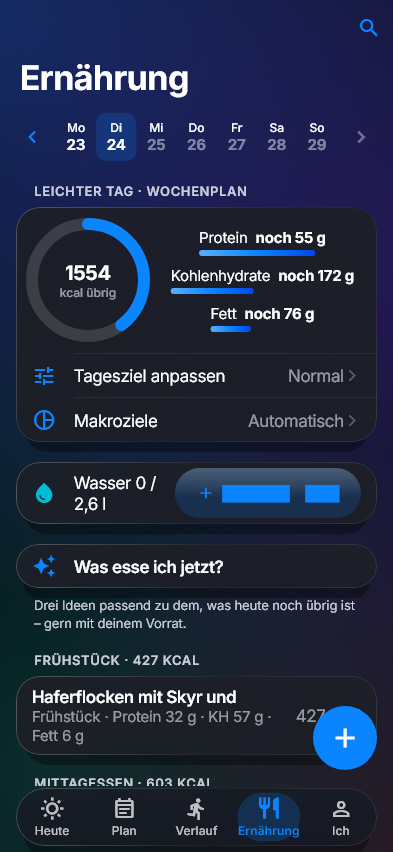 Ernährung
Mo Di Mi Do Fr Sa So
23 24 25 26 27 28 29
LEICHTER TAG · WOCHENPLAN
1554
kcal übrig
Protein noch 55 g
Kohlenhydrate noch 172 g
Fett noch 76 g
Tagesziel anpassen Normal
Makroziele Automatisch
Wasser 0 /
2,6 l
+
Was esse ich jetzt?
Drei Ideen passend zu dem, was heute noch übrig ist
– gern mit deinem Vorrat.
FRÜHSTÜCK · 427 KCAL
Haferflocken mit Skyr und
Frühstück · Protein 32 g · KH 57 g ·
Fett 6 g
427
+
MITTAGESSEN · 603 KCAL
Heute Plan Verlauf Ernährung Ich